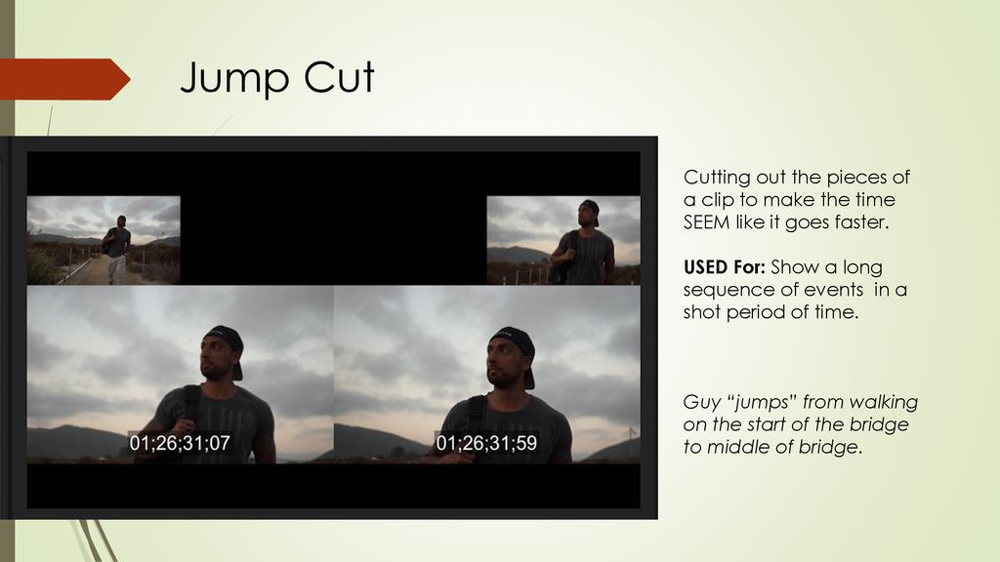 Jump Cut
Cutting out the pieces of
a clip to make the time
SEEM like it goes faster.
USED For: Show a long
sequence of events  in a
shot period of time.
Guy “jumps” from walking
on the start of the bridge
to middle of bridge.
01;26;31;07
01;26;31;59